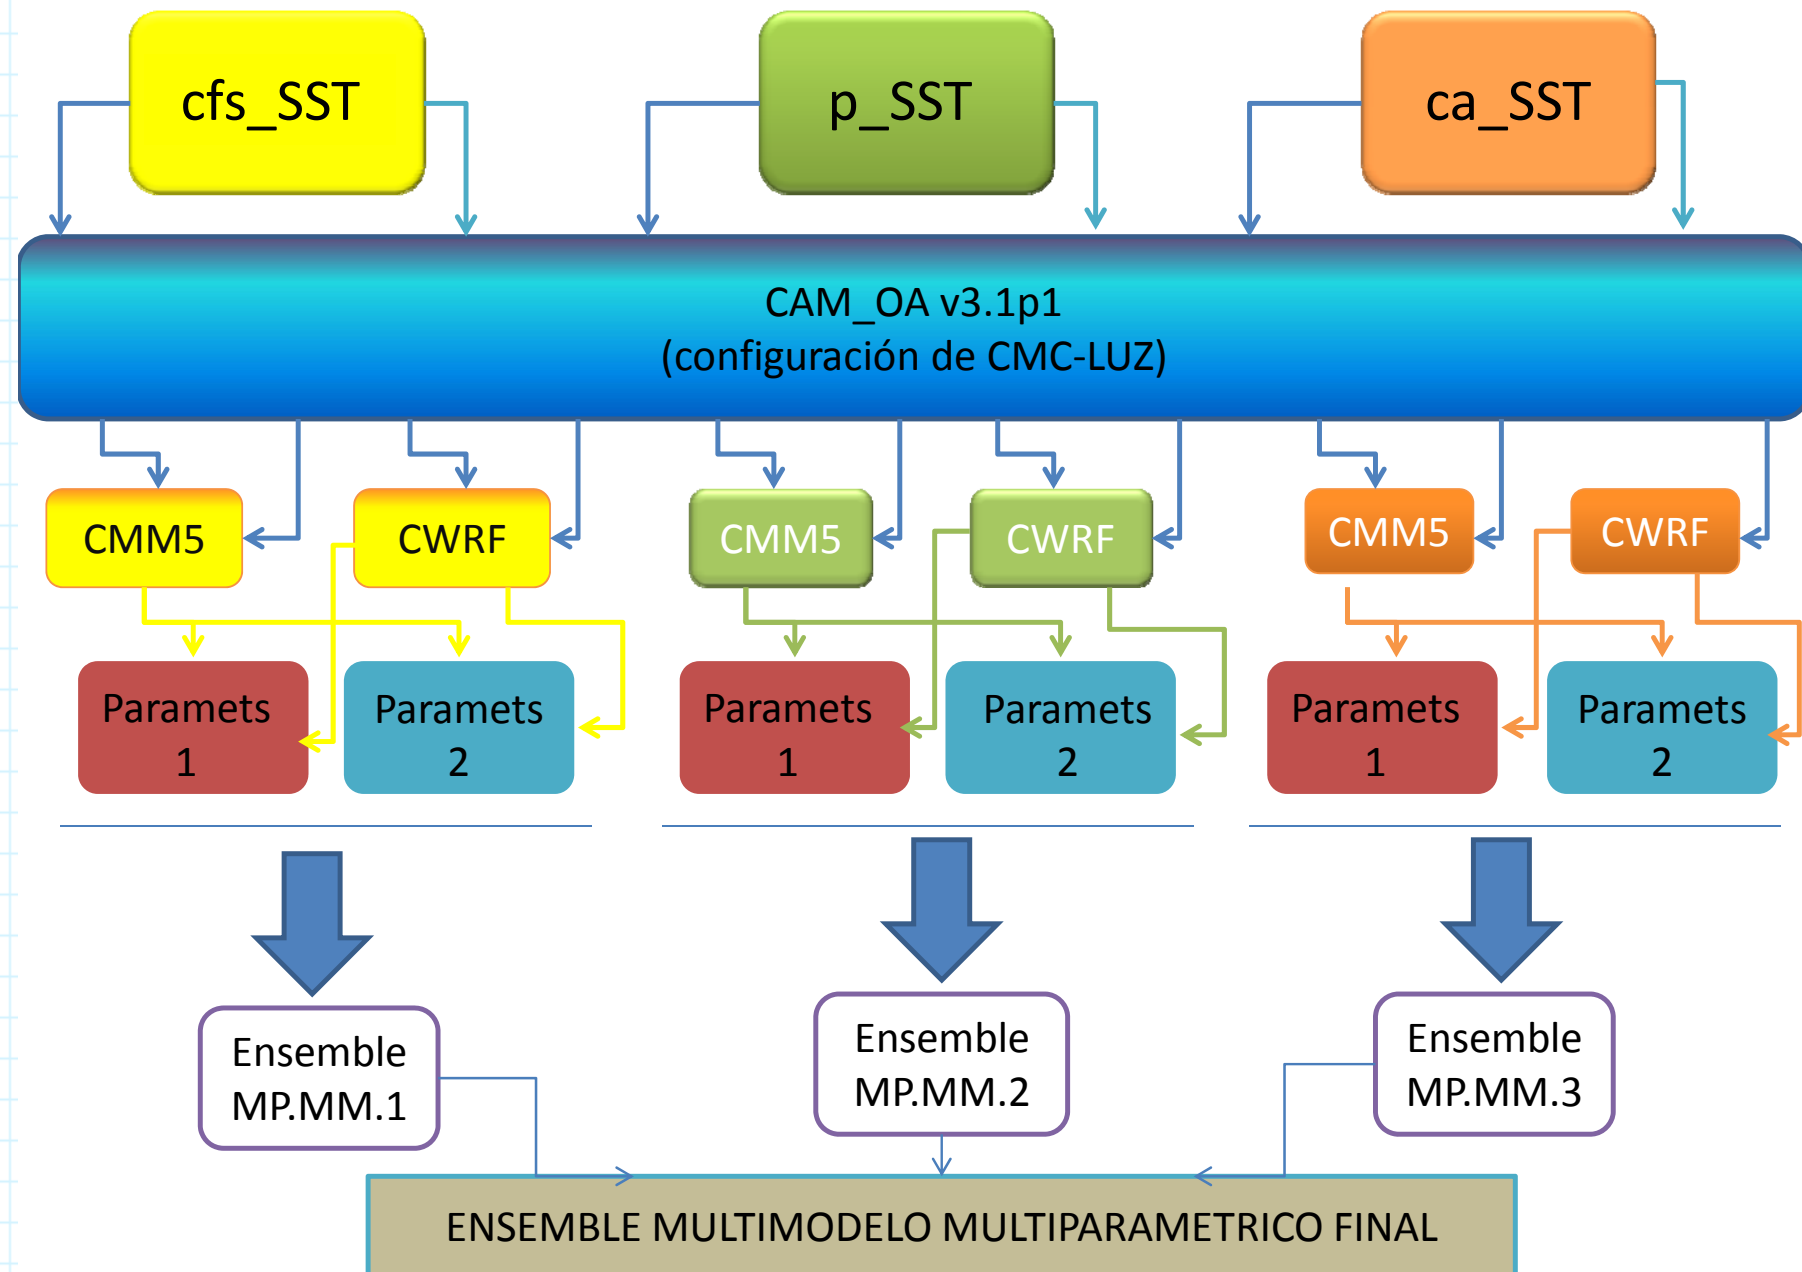 cfs_SST
p_SST
ca_SST
CAM_OA v3.1p1
(configuración de CMC-LUZ)
CMM5
CWRF
CMM5
CWRF
CMM5
CWRF
Paramets
1
Paramets
2
Paramets
1
Paramets
2
Paramets
1
Paramets
2
Ensemble
MP.MM.1
Ensemble
MP.MM.2
Ensemble
MP.MM.3
ENSEMBLE MULTIMODELO MULTIPARAMETRICO FINAL